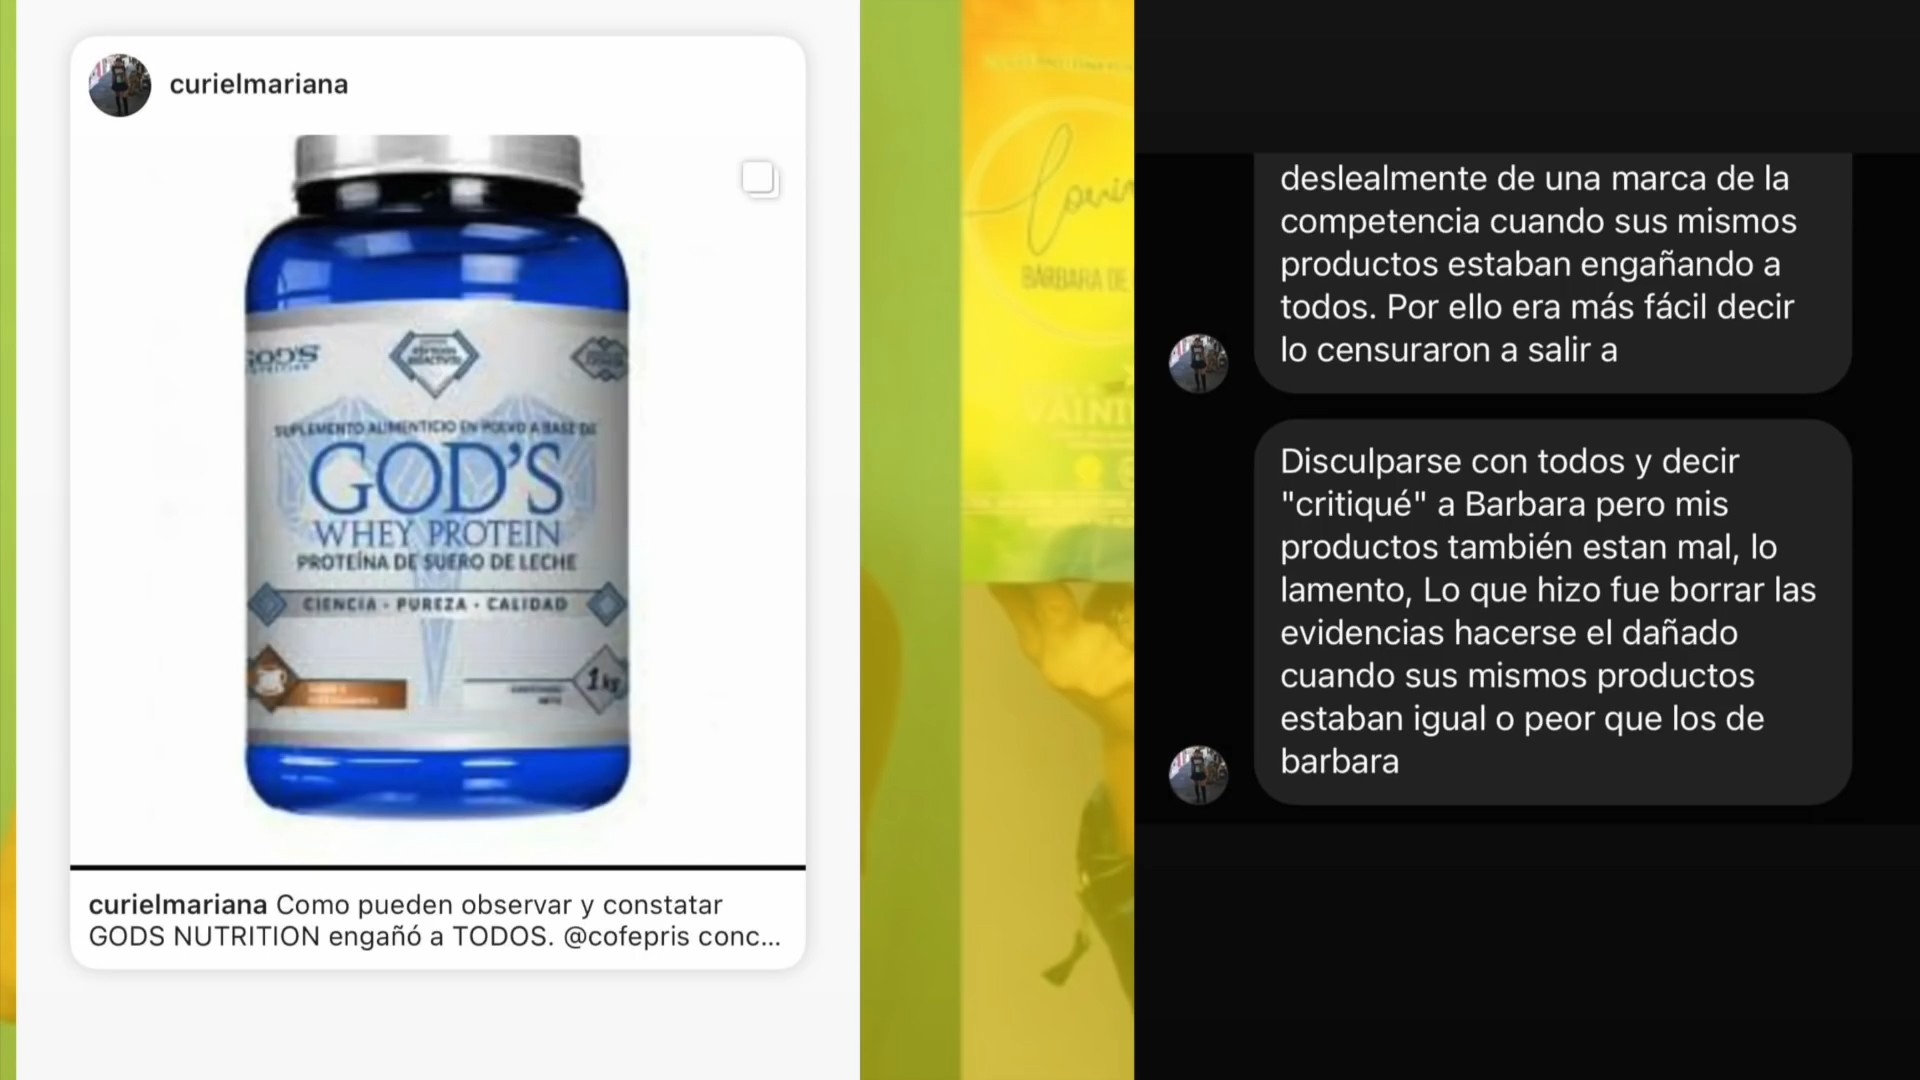 curielmariana
GOD'S
NUTRITION
SUPLEMENTO ALIMENTICIO EN POLVO A BASE DE
GOD'S
WHEY PROTEIN
PROTEÍNA DE SUERO DE LECHE
CIENCIA · PUREZA · CALIDAD
1kg
curielmariana Como pueden observar y constatar
GODS NUTRITION engañó a TODOS. @cofepris conc...
BÁRBARA DE
deslealmente de una marca de la
competencia cuando sus mismos
productos estaban engañando a
todos. Por ello era más fácil decir
lo censuraron a salir a
Disculparse con todos y decir
"critiqué" a Barbara pero mis
productos también estan mal, lo
lamento, Lo que hizo fue borrar las
evidencias hacerse el dañado
cuando sus mismos productos
estaban igual o peor que los de
barbara